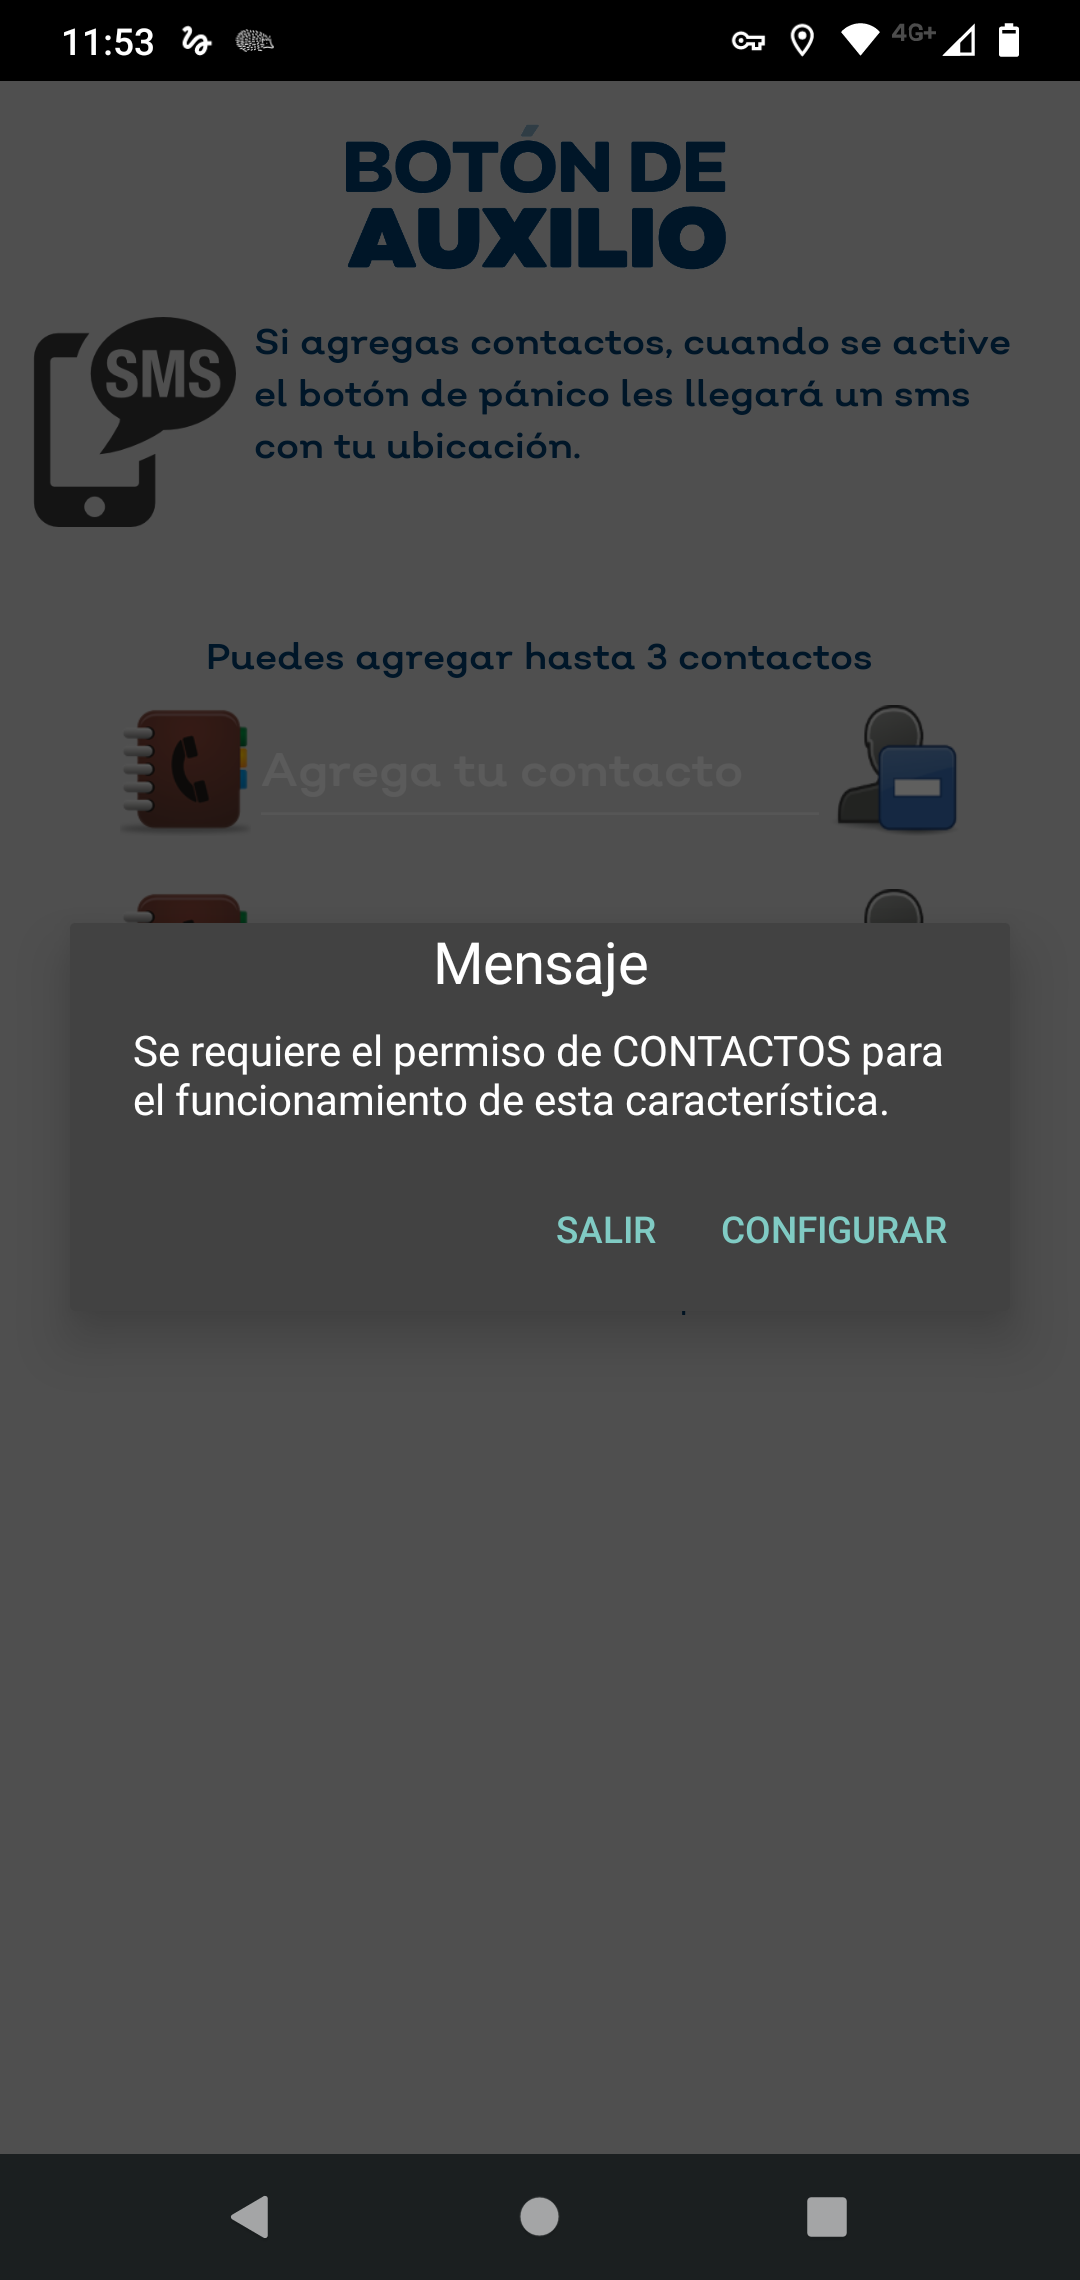 11:53
4G+
BOTÓN DE
AUXILIO
SMS
Si agregas contactos, cuando se active
el botón de pánico les llegará un sms
con tu ubicación.
Puedes agregar hasta 3 contactos
Agrega tu contacto
Mensaje
Se requiere el permiso de CONTACTOS para
el funcionamiento de esta característica.
SALIR
CONFIGURAR